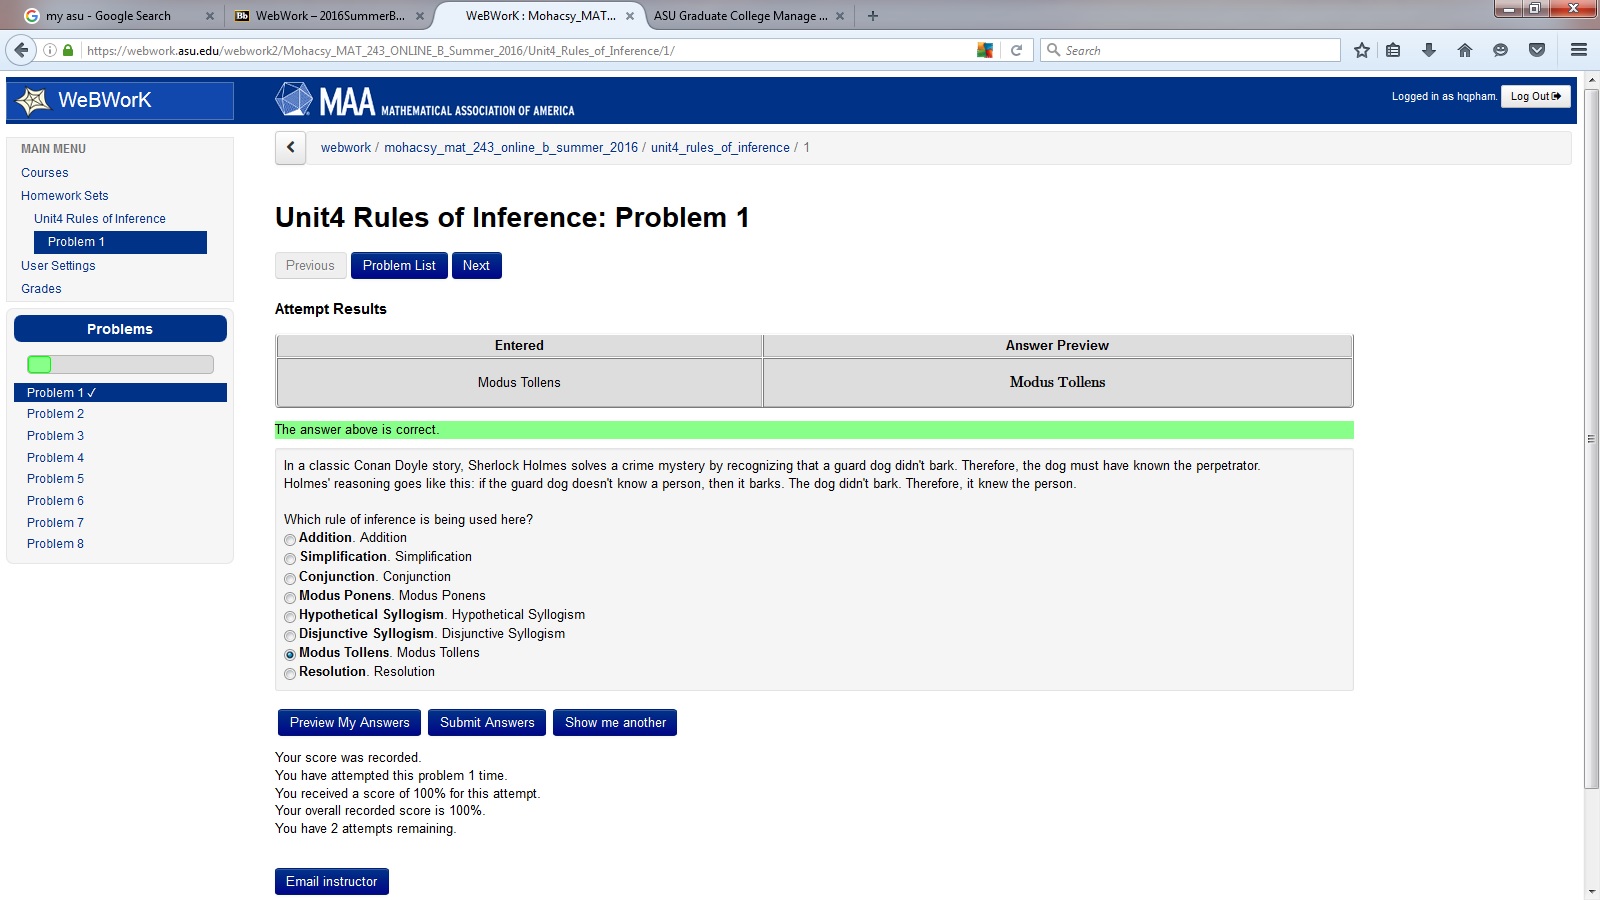 my asu - Google Search
Bb WebWork – 2016SummerB...
WeBWorK : Mohacsy_MAT...
ASU Graduate College Manage ...
https://webwork.asu.edu/webwork2/Mohacsy_MAT_243_ONLINE_B_Summer_2016/Unit4_Rules_of_Inference/1/
Search
WeBWorK
MAA MATHEMATICAL ASSOCIATION OF AMERICA
Logged in as hqpham.
Log Out
MAIN MENU
Courses
Homework Sets
Unit4 Rules of Inference
Problem 1
User Settings
Grades
Problems
Problem 1 ✓
Problem 2
Problem 3
Problem 4
Problem 5
Problem 6
Problem 7
Problem 8
webwork / mohacsy_mat_243_online_b_summer_2016 / unit4_rules_of_inference / 1
Unit4 Rules of Inference: Problem 1
Previous
Problem List
Next
Attempt Results
Entered
Answer Preview
Modus Tollens
Modus Tollens
The answer above is correct.
In a classic Conan Doyle story, Sherlock Holmes solves a crime mystery by recognizing that a guard dog didn't bark. Therefore, the dog must have known the perpetrator.
Holmes' reasoning goes like this: if the guard dog doesn't know a person, then it barks. The dog didn't bark. Therefore, it knew the person.
Which rule of inference is being used here?
Addition. Addition
Simplification. Simplification
Conjunction. Conjunction
Modus Ponens. Modus Ponens
Hypothetical Syllogism. Hypothetical Syllogism
Disjunctive Syllogism. Disjunctive Syllogism
Modus Tollens. Modus Tollens
Resolution. Resolution
Preview My Answers
Submit Answers
Show me another
Your score was recorded.
You have attempted this problem 1 time.
You received a score of 100% for this attempt.
Your overall recorded score is 100%.
You have 2 attempts remaining.
Email instructor